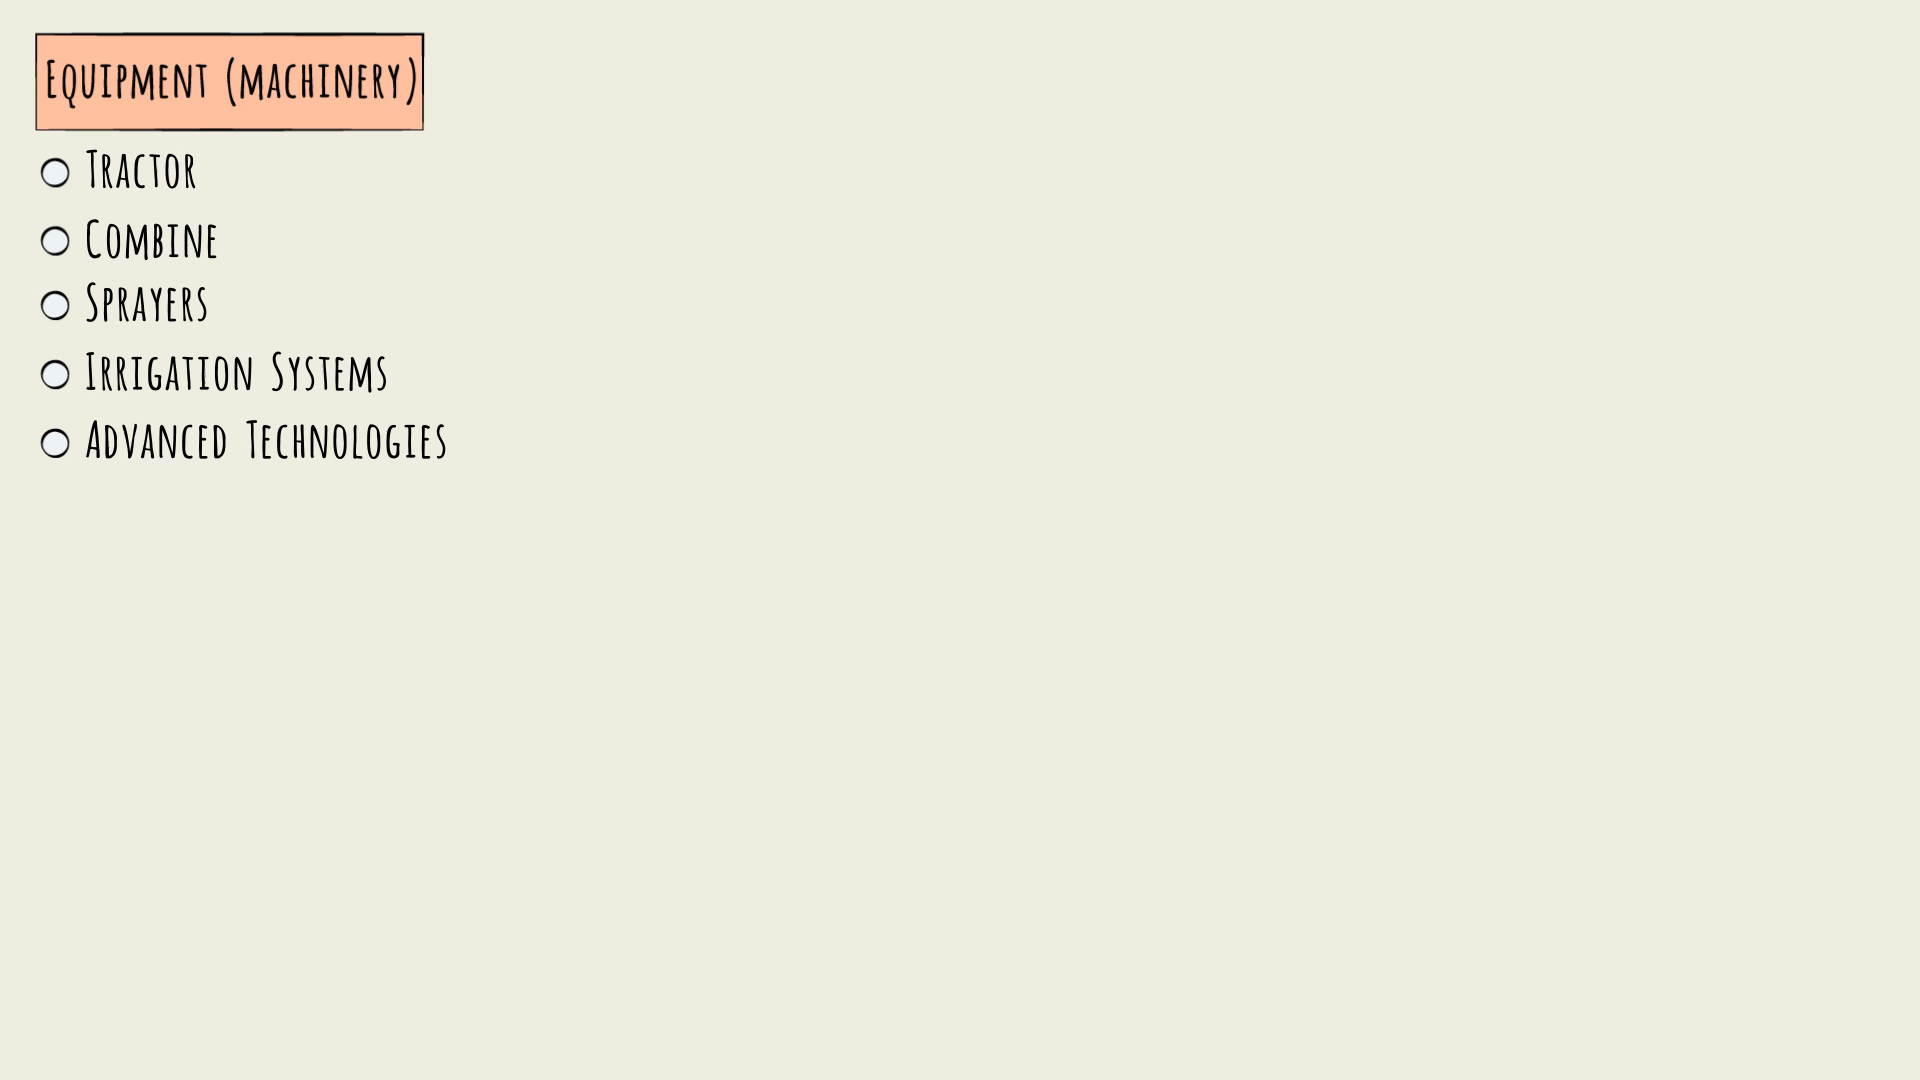 Equipment (machinery)
Tractor
Combine
Sprayers
Irrigation Systems
Advanced Technologies